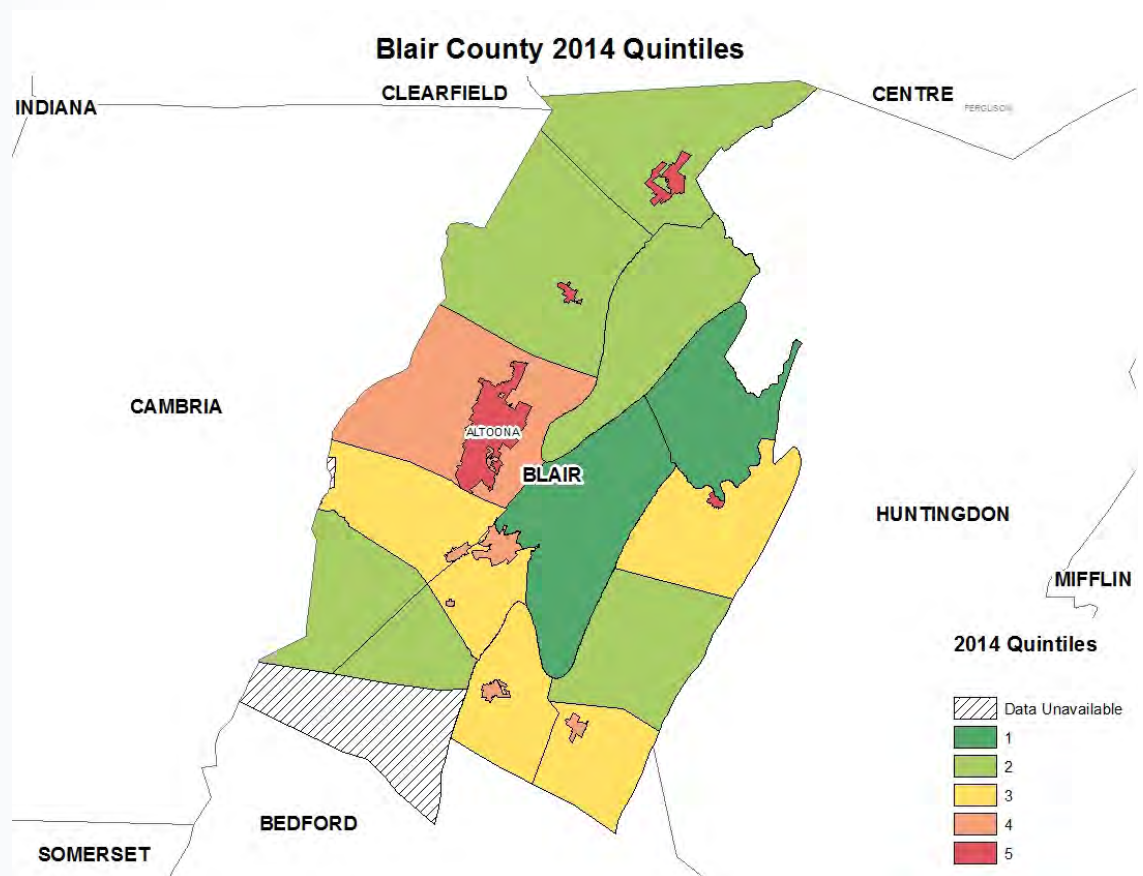 Blair County 2014 Quintiles
CLEARFIELD
CENTRE
INDIANA
FERGUSON
CAMBRIA
ALTOONA
BLAIR
HUNTINGDON
MIFFLIN
2014 Quintiles
Data Unavailable
1
2
3
4
5
BEDFORD
SOMERSET